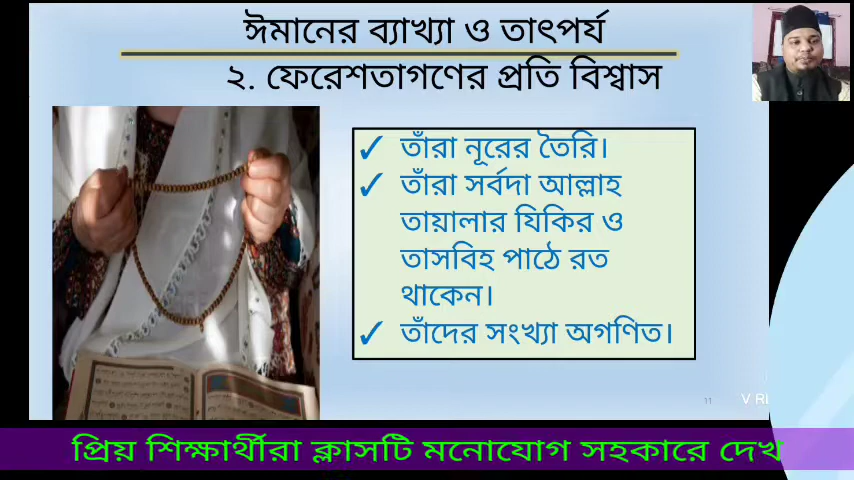 ঈমানের ব্যাখ্যা ও তাৎপর্য
২. ফেরেশতাগণের প্রতি বিশ্বাস
✓ তাঁরা নূরের তৈরি।
✓ তাঁরা সর্বদা আল্লাহ
তায়ালার যিকির ও
তাসবিহ পাঠে রত
থাকেন।
✓ তাঁদের সংখ্যা অগণিত।
11
প্রিয় শিক্ষার্থীরা ক্লাসটি মনোযোগ সহকারে দেখ